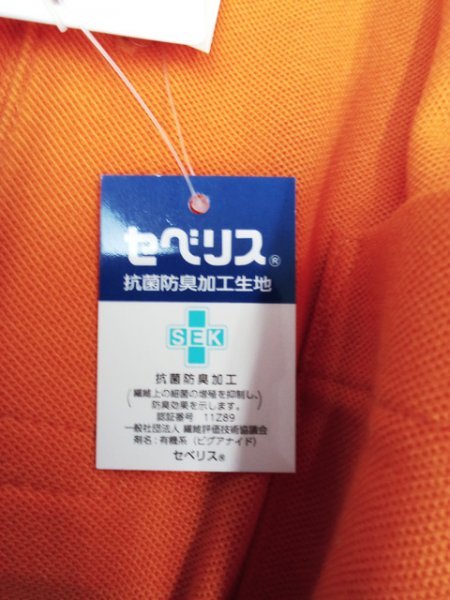 セベリス®
抗菌防臭加工生地
SEK
抗菌防臭加工
(繊維上の細菌の増殖を抑制し、
防臭効果を示します。)
認証番号 11Z89
一般社団法人 繊維評価技術協議会
剤名:有機系(ビグアナイド)
セベリス®